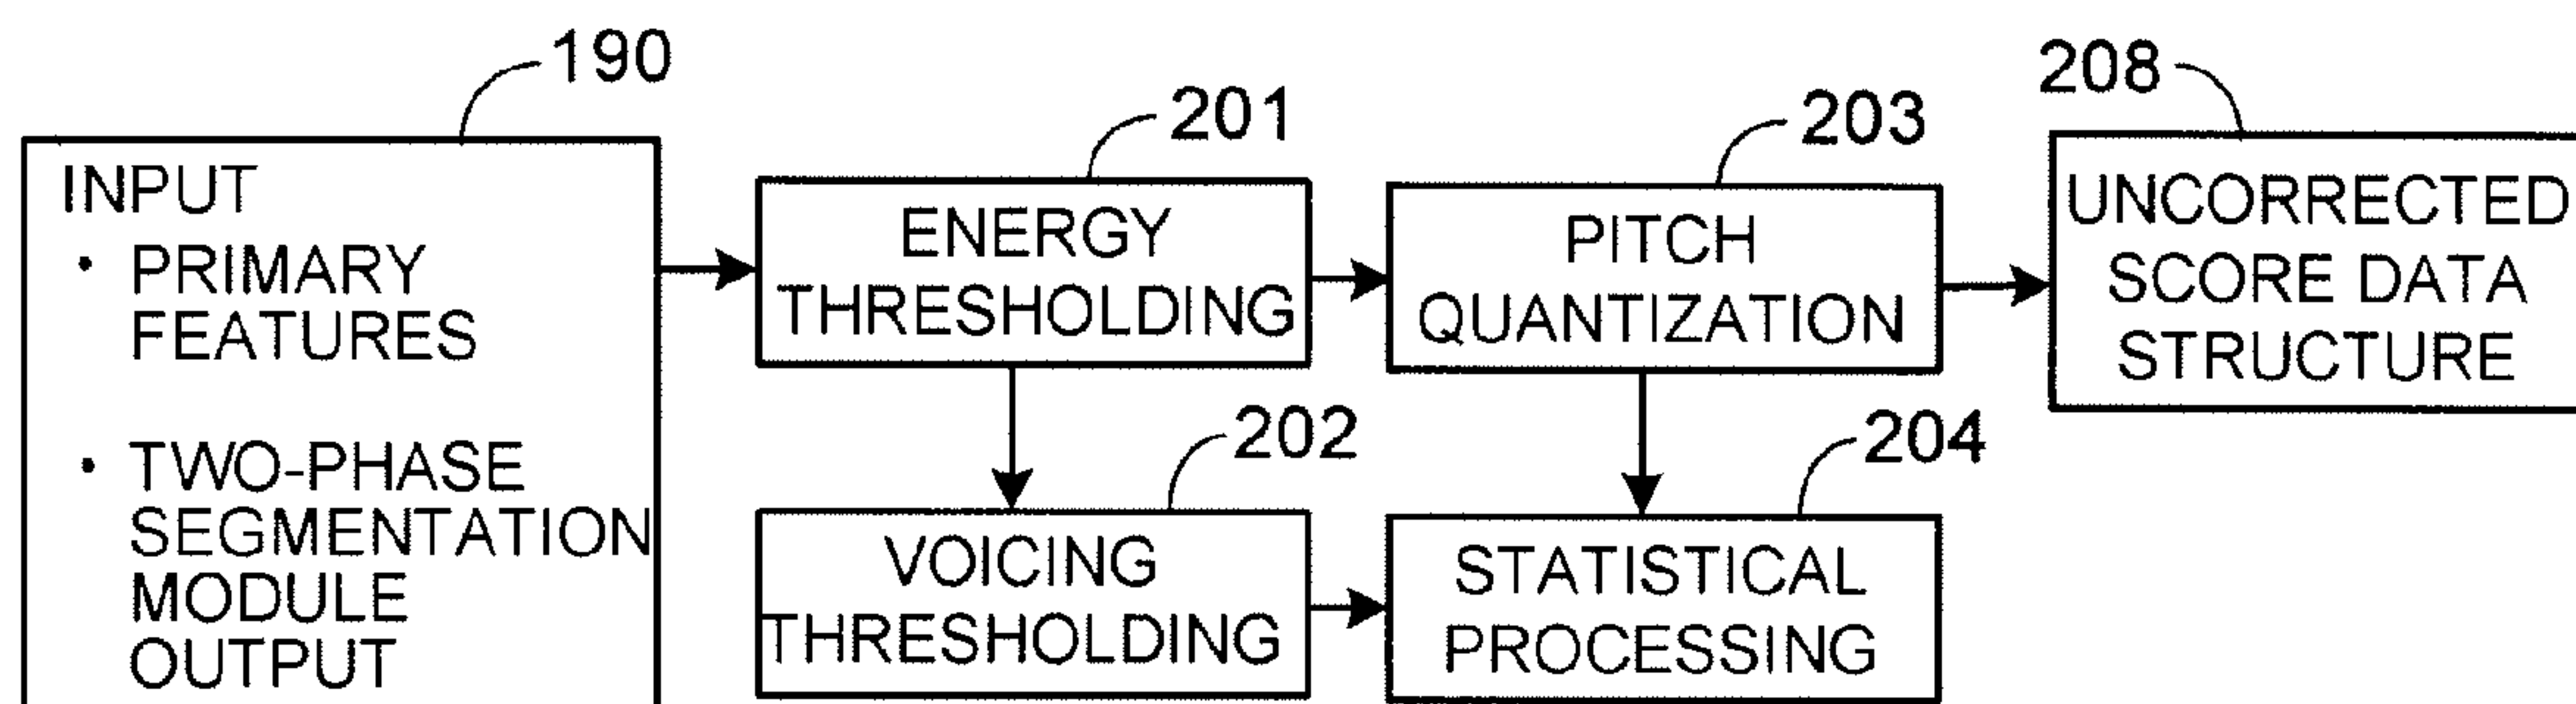 190
INPUT
• PRIMARY
FEATURES
• TWO-PHASE
SEGMENTATION
MODULE
OUTPUT
201
ENERGY
THRESHOLDING
202
VOICING
THRESHOLDING
203
PITCH
QUANTIZATION
204
STATISTICAL
PROCESSING
208
UNCORRECTED
SCORE DATA
STRUCTURE